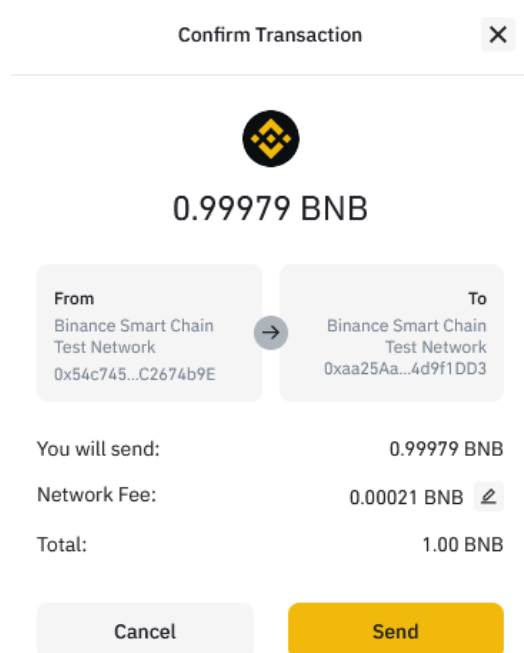 Confirm Transaction
0.99979 BNB
From
Binance Smart Chain
Test Network
0x54c745...C2674b9E
To
Binance Smart Chain
Test Network
0xaa25Aa...4d9f1DD3
You will send: 0.99979 BNB
Network Fee: 0.00021 BNB
Total: 1.00 BNB
Cancel Send